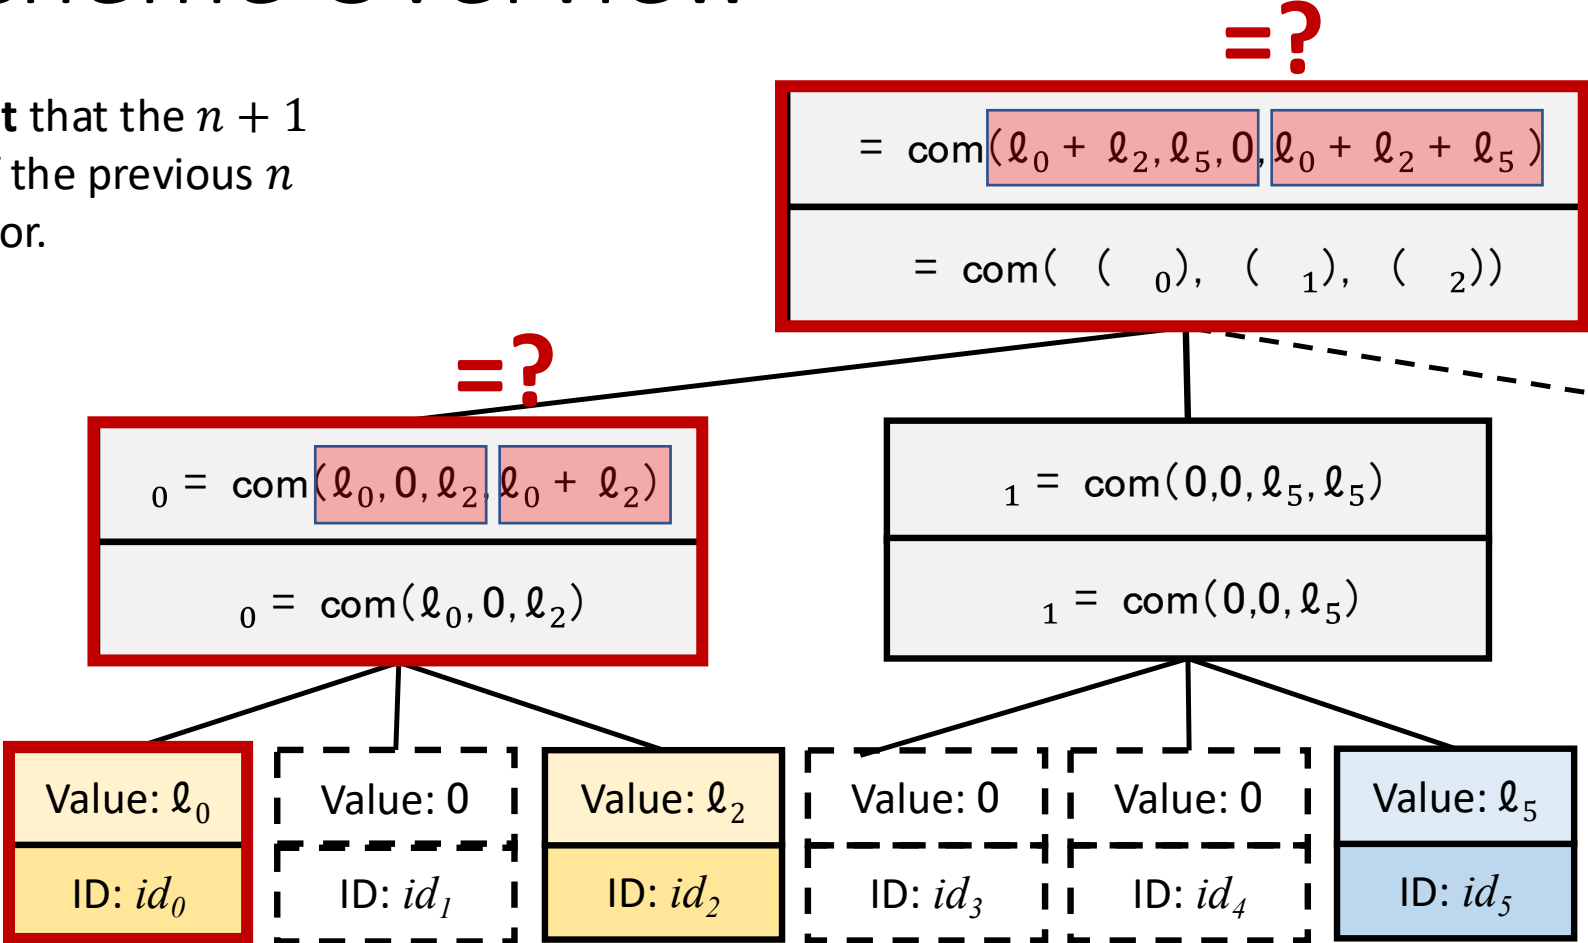 =?
t that the 𝑛 + 1
the previous 𝑛
or.
= com(ℓ₀ + ℓ₂,ℓ₅,0,ℓ₀ + ℓ₂ + ℓ₅ )
= com( ( ₀), ( ₁), ( ₂))
=?
₀ = com(ℓ₀,0,ℓ₂,ℓ₀ + ℓ₂)
₁ = com(0,0,ℓ₅,ℓ₅)
₀ = com(ℓ₀,0,ℓ₂)
₁ = com(0,0,ℓ₅)
Value: ℓ₀
ID: id₀
Value: 0
ID: id₁
Value: ℓ₂
ID: id₂
Value: 0
ID: id₃
Value: 0
ID: id₄
Value: ℓ₅
ID: id₅